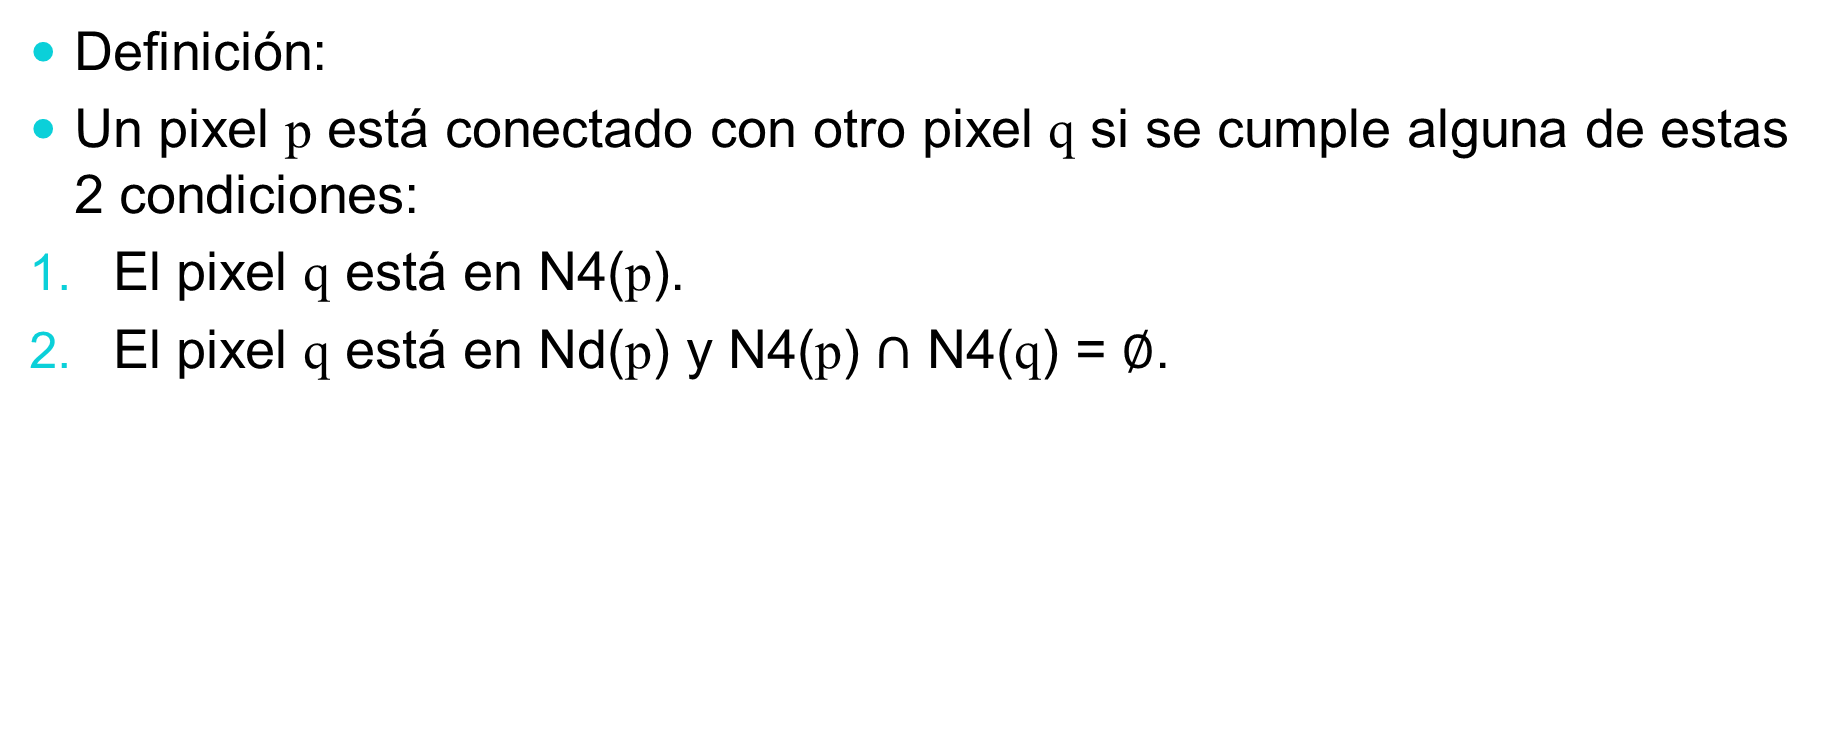 • Definición:
• Un pixel p está conectado con otro pixel q si se cumple alguna de estas
2 condiciones:
1. El pixel q está en N4(p).
2. El pixel q está en Nd(p) y N4(p) ∩ N4(q) = ∅.